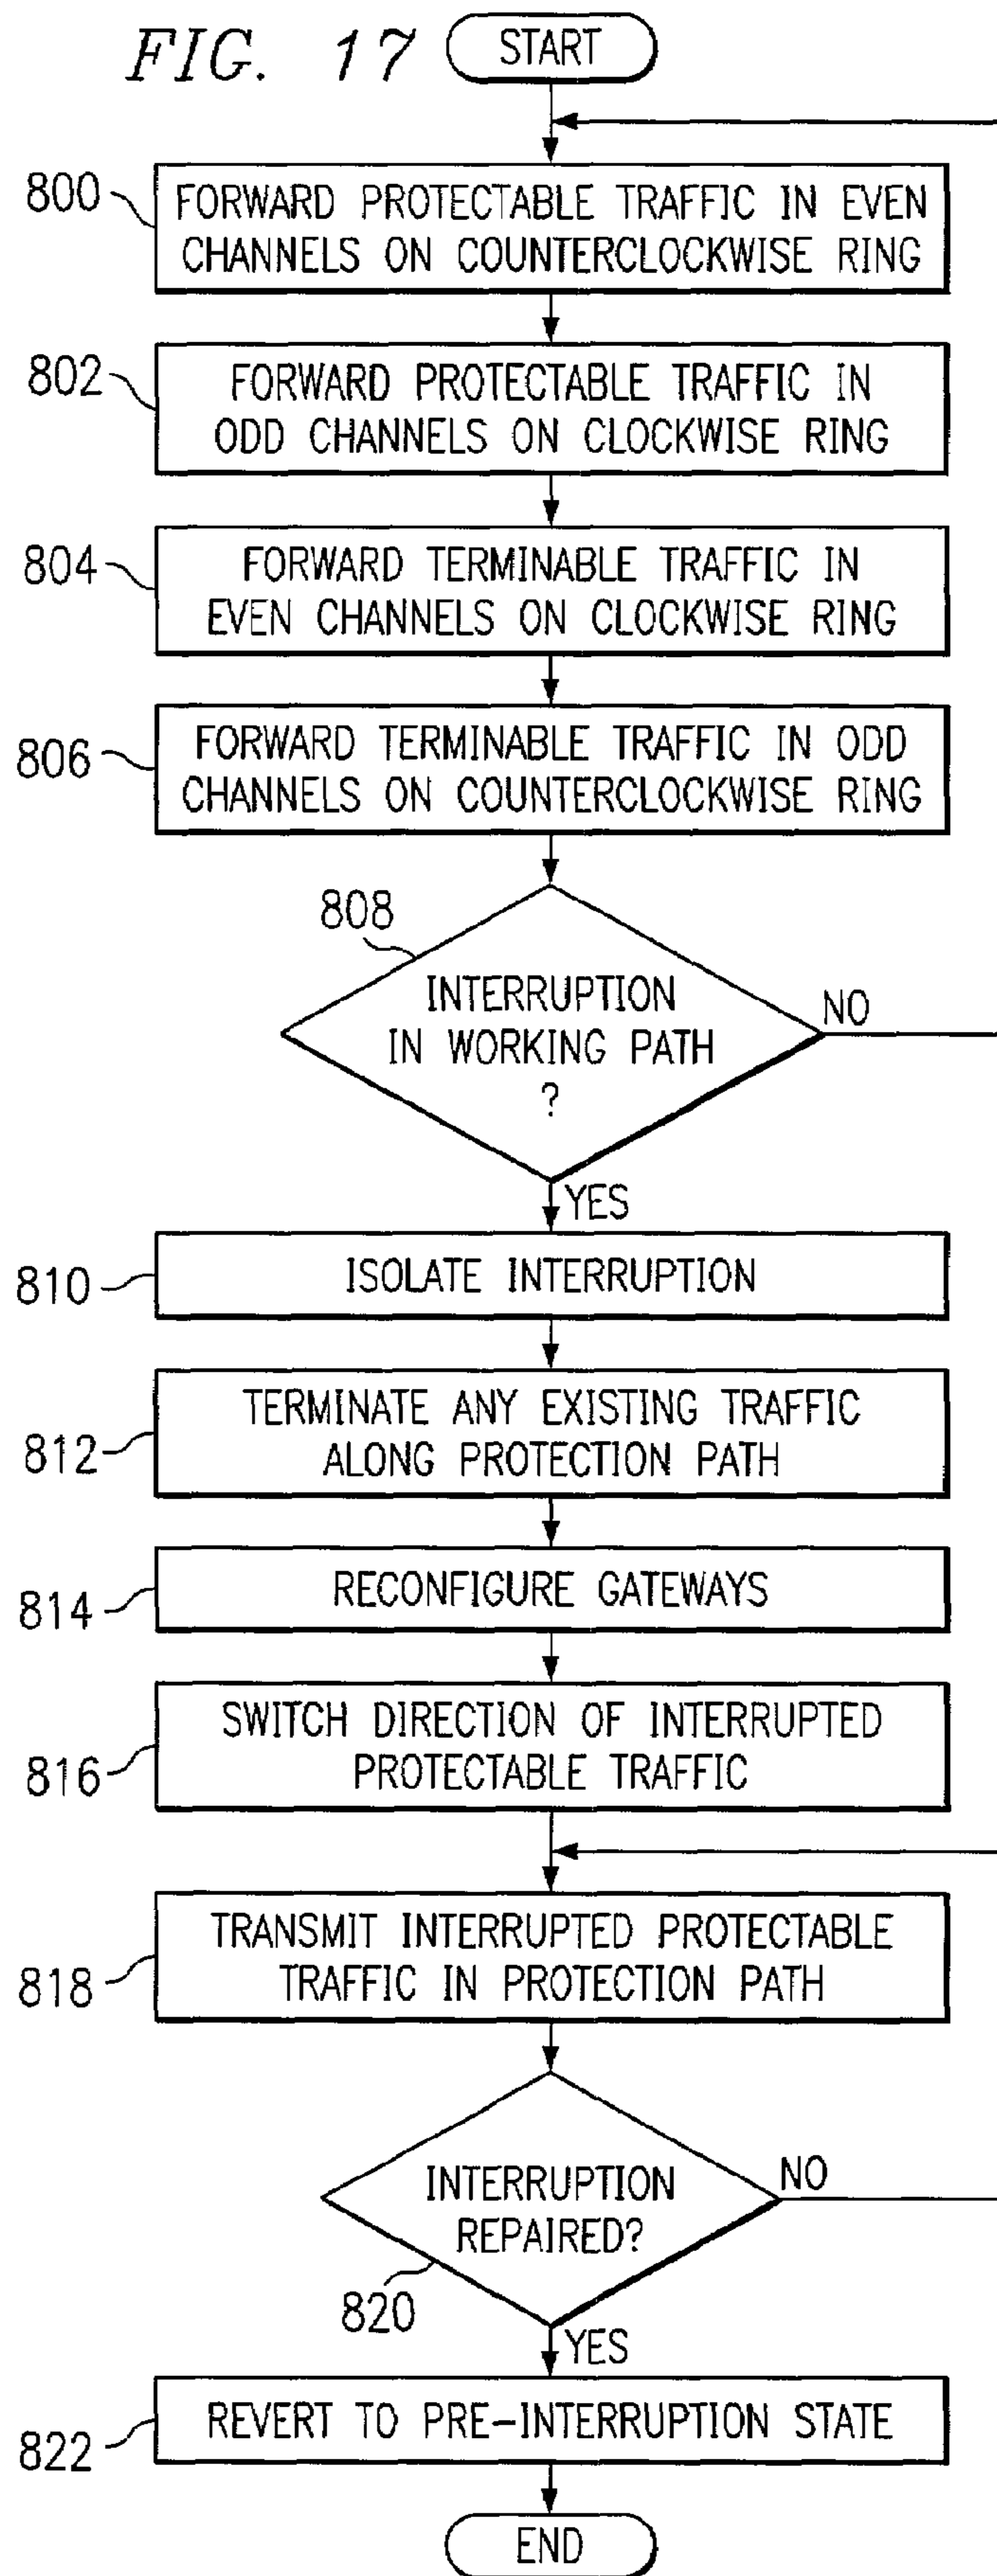 FIG. 17
START
800
FORWARD PROTECTABLE TRAFFIC IN EVEN
CHANNELS ON COUNTERCLOCKWISE RING
802
FORWARD PROTECTABLE TRAFFIC IN
ODD CHANNELS ON CLOCKWISE RING
804
FORWARD TERMINABLE TRAFFIC IN
EVEN CHANNELS ON CLOCKWISE RING
806
FORWARD TERMINABLE TRAFFIC IN ODD
CHANNELS ON COUNTERCLOCKWISE RING
808
INTERRUPTION
IN WORKING PATH
?
NO
YES
810
ISOLATE INTERRUPTION
812
TERMINATE ANY EXISTING TRAFFIC
ALONG PROTECTION PATH
814
RECONFIGURE GATEWAYS
816
SWITCH DIRECTION OF INTERRUPTED
PROTECTABLE TRAFFIC
818
TRANSMIT INTERRUPTED PROTECTABLE
TRAFFIC IN PROTECTION PATH
INTERRUPTION
REPAIRED?
NO
820
YES
822
REVERT TO PRE-INTERRUPTION STATE
END